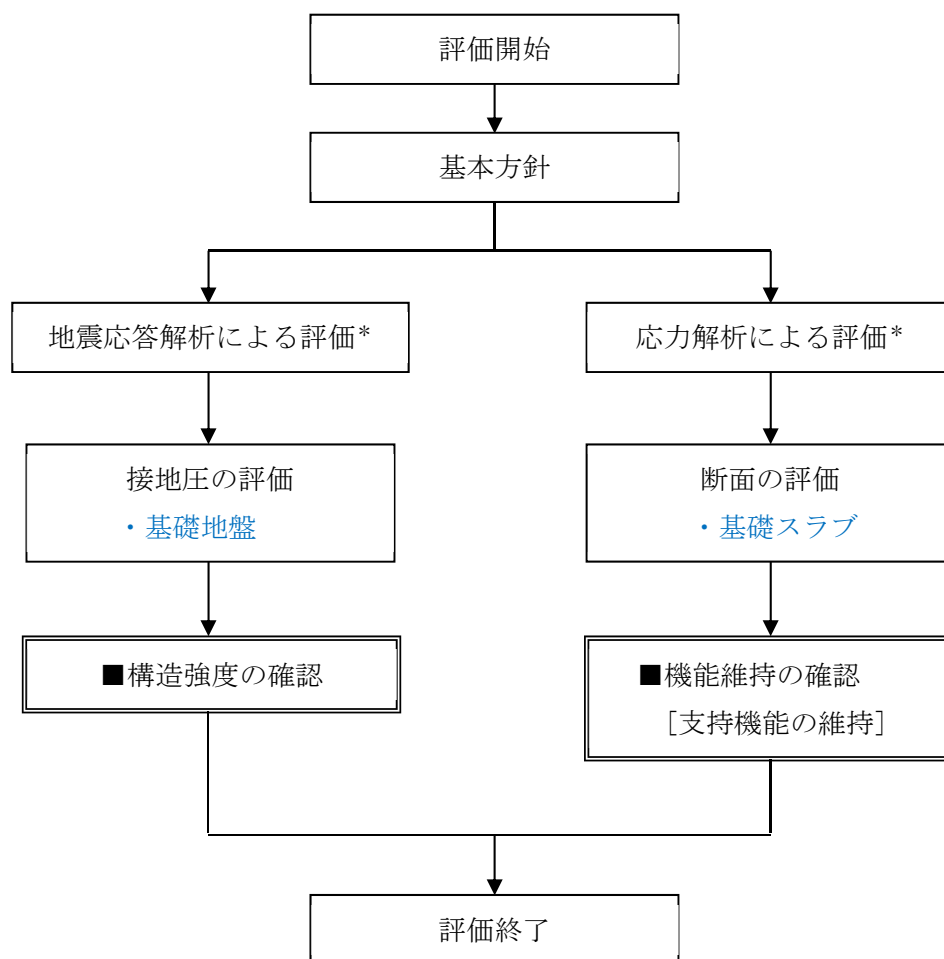 評価開始
基本方針
地震応答解析による評価*
応力解析による評価*
接地圧の評価
・基礎地盤
断面の評価
・基礎スラブ
■構造強度の確認
■機能維持の確認
［支持機能の維持］
評価終了